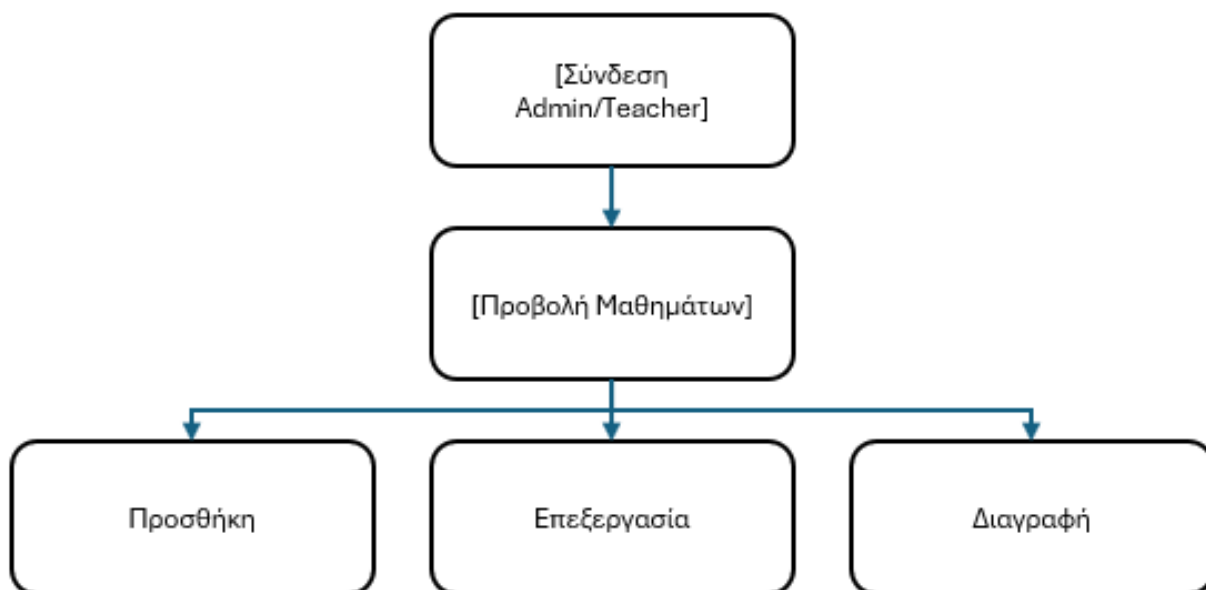 [Σύνδεση
Admin/Teacher]
[Προβολή Μαθημάτων]
Προσθήκη
Επεξεργασία
Διαγραφή